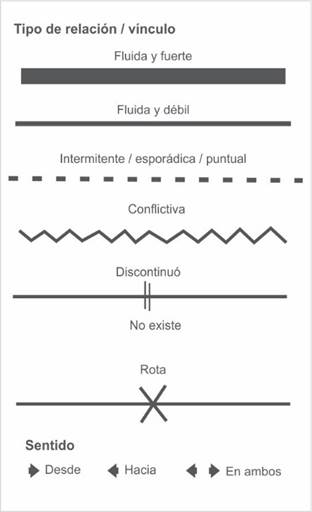 Tipo de relación / vínculo
Fluida y fuerte
Fluida y débil
Intermitente / esporádica / puntual
Conflictiva
Discontinuó
No existe
Rota
Sentido
Desde Hacia En ambos